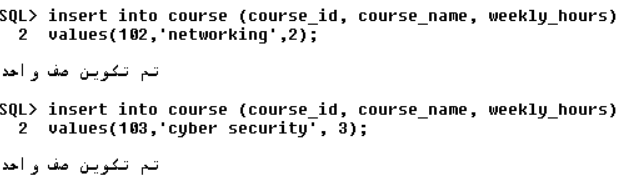 SQL> insert into course (course_id, course_name, weekly_hours)
2 values(102,'networking',2);
تم تكوين صف واحد
SQL> insert into course (course_id, course_name, weekly_hours)
2 values(103,'cyber security', 3);
تم تكوين صف واحد